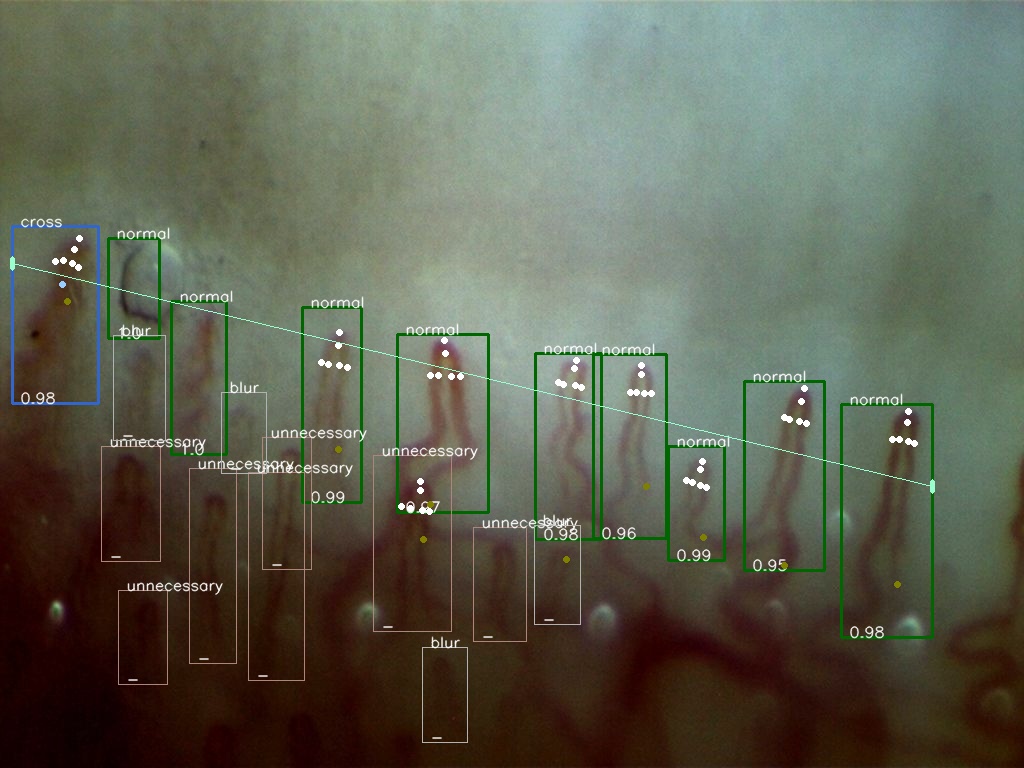 cross
normal
normal
normal
normal
normal
normal
normal
normal
normal
1.0
blur
blur
0.98
unnecessary
unnecessary
unnecessary
unnecessary
unnecessary
1.0
0.99
0.97
unnecessary
blur
0.98
0.96
0.99
0.95
unnecessary
0.98
blur